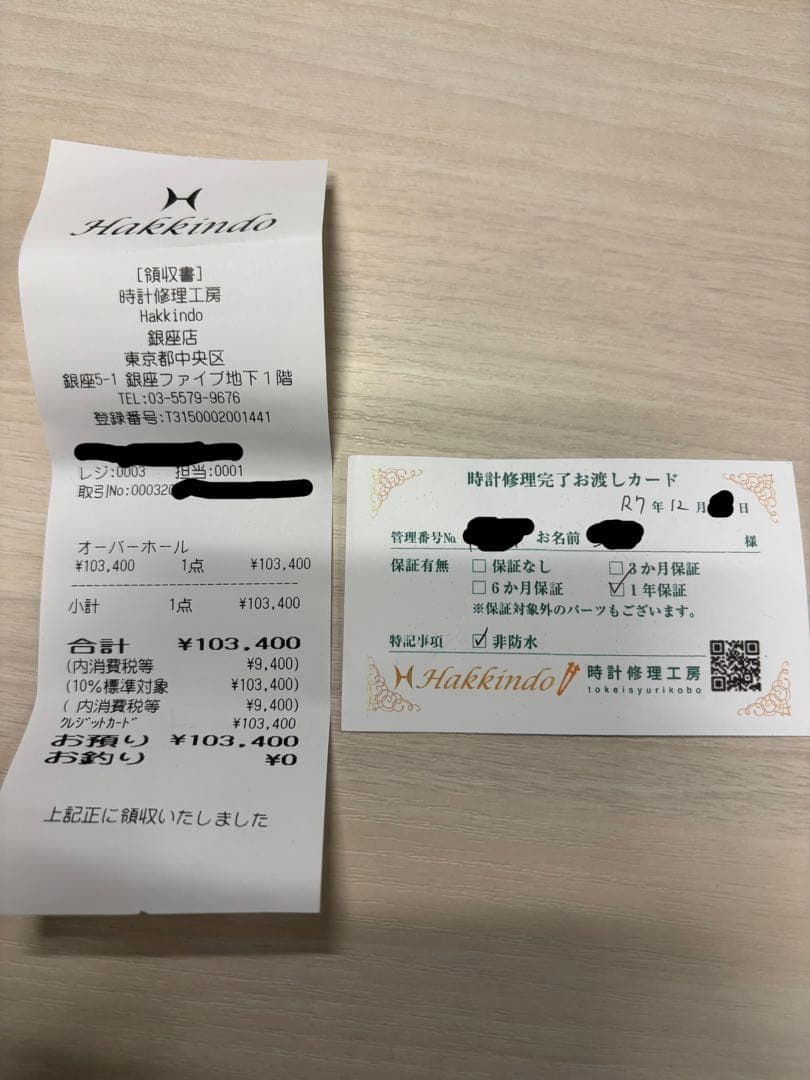 Hakkindo
[領収書]
時計修理工房
Hakkindo
銀座店
東京都中央区
銀座5-1 銀座ファイブ地下1階
TEL:03-5579-9676
登録番号:T3150002001441
レジ:0003 担当:0001
取引No:000320
オーバーホール
¥103,400 1点 ¥103,400
小計 1点 ¥103,400
合計 ¥103,400
(内消費税等 ¥9,400)
(10%標準対象 ¥103,400)
( 内消費税等 ¥9,400)
クレジットカード ¥103,400
お預り ¥103,400
お釣り ¥0
上記正に領収いたしました
時計修理完了お渡しカード
R7年12月日
管理番号No. お名前 様
保証有無 □保証なし □3か月保証
□6か月保証 ☑1年保証
※保証対象外のパーツもございます。
特記事項 ☑非防水
Hakkindo 時計修理工房
tokeisyurikobo